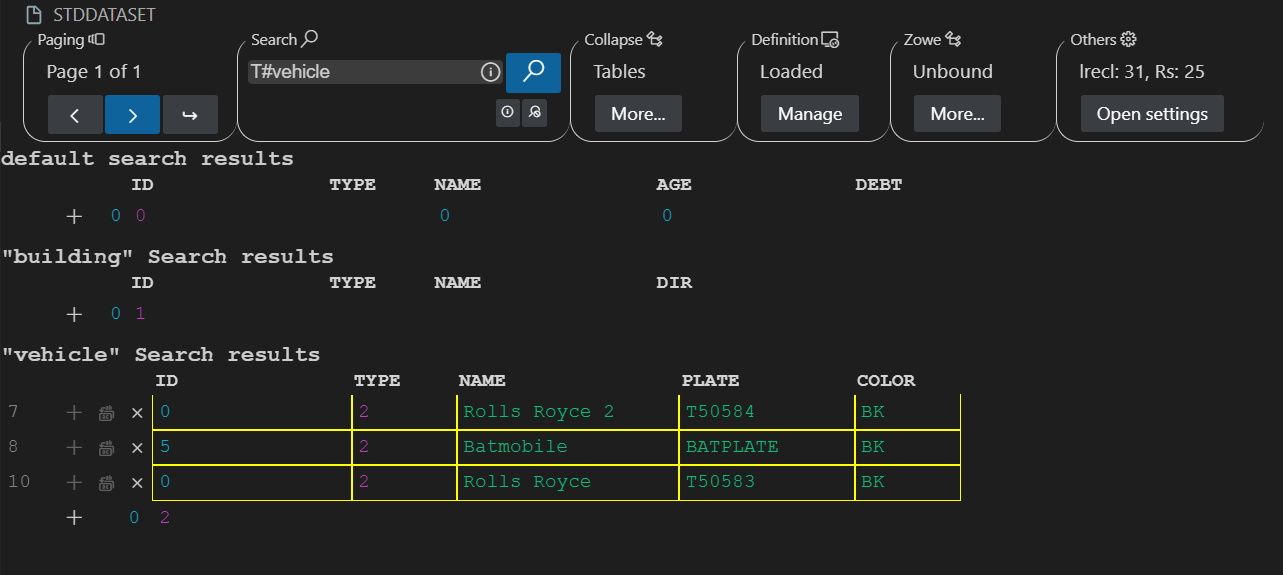 STDDATASET
Paging Search Collapse Definition Zowe Others
Page 1 of 1 T#vehicle Tables Loaded Unbound lrecl: 31, Rs: 25
More... Manage More... Open settings
default search results
ID TYPE NAME AGE DEBT
+ 0 0 0 0
"building" Search results
ID TYPE NAME DIR
+ 0 1
"vehicle" Search results
ID TYPE NAME PLATE COLOR
7 + × 0 2 Rolls Royce 2 T50584 BK
8 + × 5 2 Batmobile BATPLATE BK
10 + × 0 2 Rolls Royce T50583 BK
+ 0 2